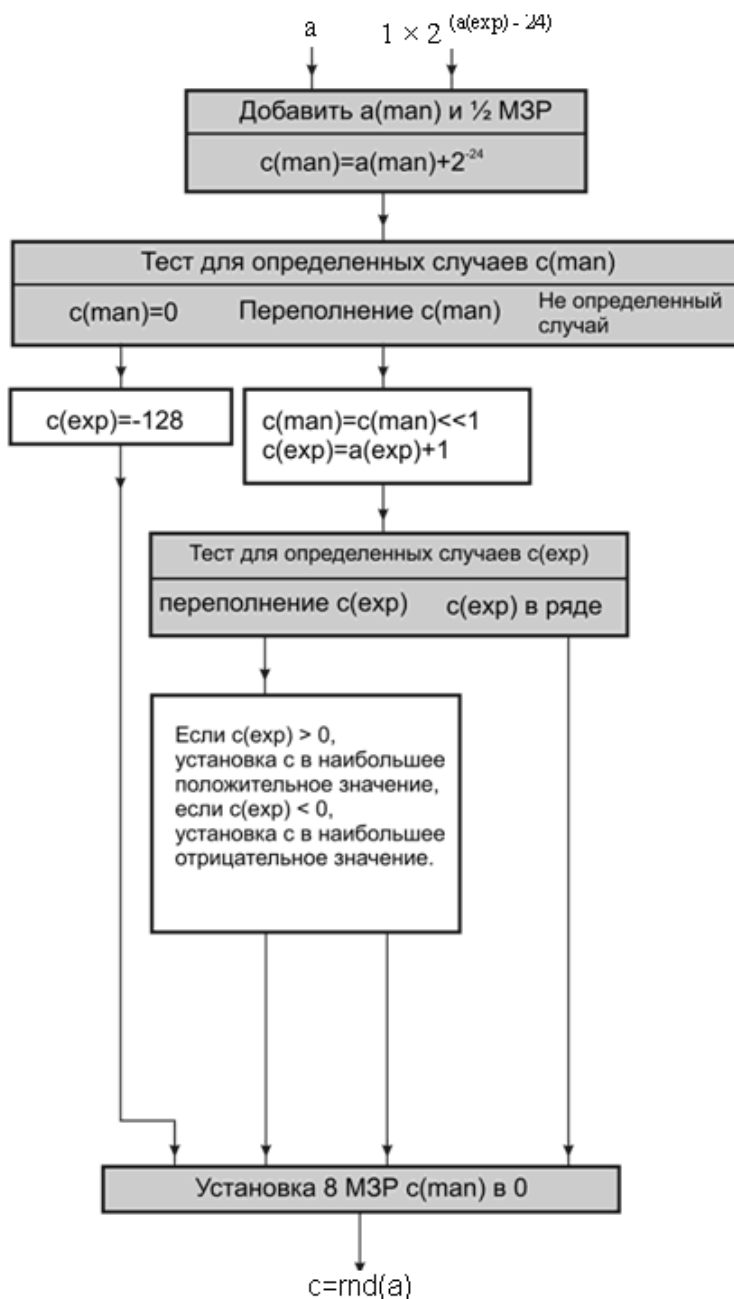 a 1 × 2^(a(exp) - 24)
Добавить a(man) и ½ МЗР
c(man)=a(man)+2^-24
Тест для определенных случаев c(man)
c(man)=0 Переполнение c(man) Не определенный
случай
c(exp)=-128
c(man)=c(man)<<1
c(exp)=a(exp)+1
Тест для определенных случаев c(exp)
переполнение c(exp) c(exp) в ряде
Если c(exp) > 0,
установка c в наибольшее
положительное значение,
если c(exp) < 0,
установка c в наибольшее
отрицательное значение.
Установка 8 МЗР c(man) в 0
c=rnd(a)